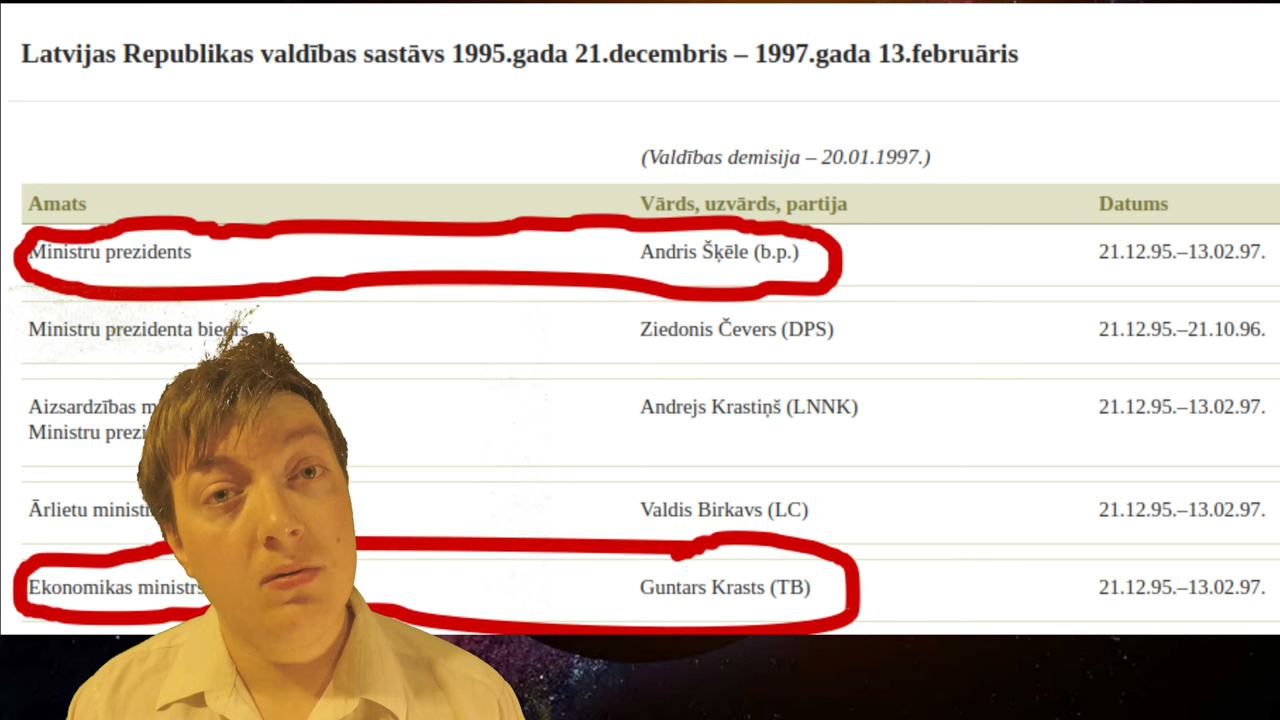 Latvijas Republikas valdības sastāvs 1995.gada 21.decembris – 1997.gada 13.februāris
(Valdības demisija – 20.01.1997.)
Amats Vārds, uzvārds, partija Datums
Ministru prezidents Andris Šķēle (b.p.) 21.12.95.–13.02.97.
Ministru prezidenta biedrs Ziedonis Čevers (DPS) 21.12.95.–21.10.96.
Aizsardzības Andrejs Krastiņš (LNNK) 21.12.95.–13.02.97.
Ministru
Ārlietu Valdis Birkavs (LC) 21.12.95.–13.02.97.
Ekonomikas ministrs Guntars Krasts (TB) 21.12.95.–13.02.97.